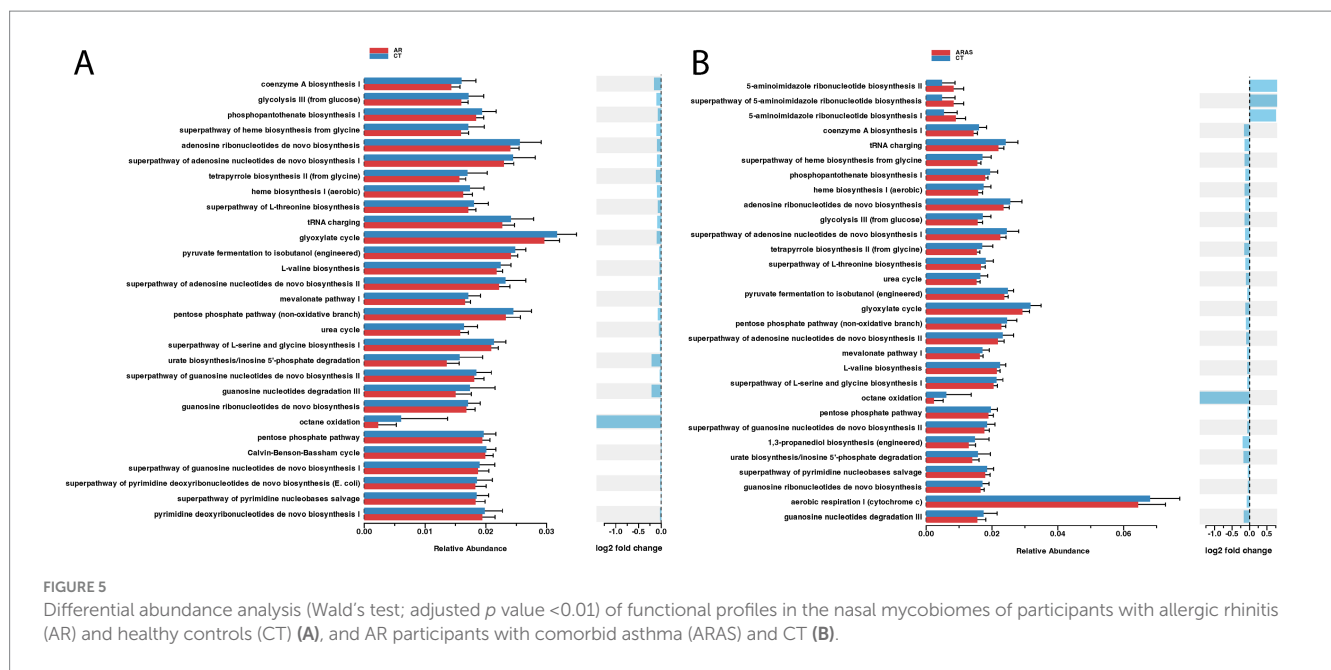 A
AR
CT
coenzyme A biosynthesis I
glycolysis III (from glucose)
phosphopantothenate biosynthesis I
superpathway of heme biosynthesis from glycine
adenosine ribonucleotides de novo biosynthesis
superpathway of adenosine nucleotides de novo biosynthesis I
tetrapyrrole biosynthesis II (from glycine)
heme biosynthesis I (aerobic)
superpathway of L-threonine biosynthesis
tRNA charging
glyoxylate cycle
pyruvate fermentation to isobutanol (engineered)
L-valine biosynthesis
superpathway of adenosine nucleotides de novo biosynthesis II
mevalonate pathway I
pentose phosphate pathway (non-oxidative branch)
urea cycle
superpathway of L-serine and glycine biosynthesis I
urate biosynthesis/inosine 5'-phosphate degradation
superpathway of guanosine nucleotides de novo biosynthesis II
guanosine nucleotides degradation III
guanosine ribonucleotides de novo biosynthesis
octane oxidation
pentose phosphate pathway
Calvin-Benson-Bassham cycle
superpathway of guanosine nucleotides de novo biosynthesis I
superpathway of pyrimidine deoxyribonucleotides de novo biosynthesis (E. coli)
superpathway of pyrimidine nucleobases salvage
pyrimidine deoxyribonucleotides de novo biosynthesis I
0.00 0.01 0.02 0.03
Relative Abundance
-1.0 -0.5 0.0
log2 fold change
B
ARAS
CT
5-aminoimidazole ribonucleotide biosynthesis II
superpathway of 5-aminoimidazole ribonucleotide biosynthesis
5-aminoimidazole ribonucleotide biosynthesis I
coenzyme A biosynthesis I
tRNA charging
superpathway of heme biosynthesis from glycine
phosphopantothenate biosynthesis I
heme biosynthesis I (aerobic)
adenosine ribonucleotides de novo biosynthesis
glycolysis III (from glucose)
superpathway of adenosine nucleotides de novo biosynthesis I
tetrapyrrole biosynthesis II (from glycine)
superpathway of L-threonine biosynthesis
urea cycle
pyruvate fermentation to isobutanol (engineered)
glyoxylate cycle
pentose phosphate pathway (non-oxidative branch)
superpathway of adenosine nucleotides de novo biosynthesis II
mevalonate pathway I
L-valine biosynthesis
superpathway of L-serine and glycine biosynthesis I
octane oxidation
pentose phosphate pathway
superpathway of guanosine nucleotides de novo biosynthesis II
1,3-propanediol biosynthesis (engineered)
urate biosynthesis/inosine 5'-phosphate degradation
superpathway of pyrimidine nucleobases salvage
guanosine ribonucleotides de novo biosynthesis
aerobic respiration I (cytochrome c)
guanosine nucleotides degradation III
0.00 0.02 0.04 0.06
Relative Abundance
-1.0 -0.5 0.0 0.5
log2 fold change
FIGURE 5
Differential abundance analysis (Wald's test; adjusted p value <0.01) of functional profiles in the nasal mycobiomes of participants with allergic rhinitis
(AR) and healthy controls (CT) (A), and AR participants with comorbid asthma (ARAS) and CT (B).